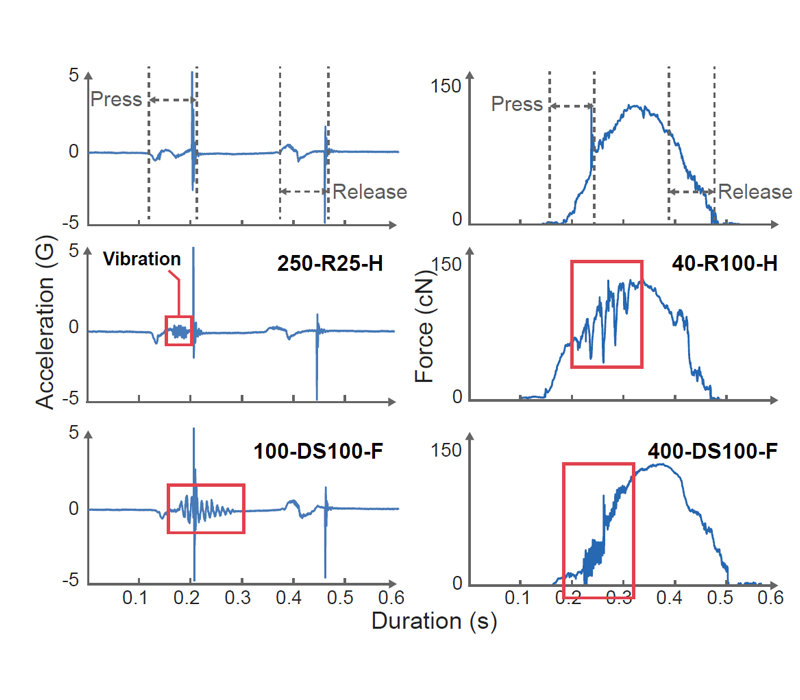 5
Press
0
Release
-5
150
Press
Release
0
5
Vibration
250-R25-H
0
-5
150
40-R100-H
0
Acceleration (G)
Force (cN)
5
100-DS100-F
0
-5
150
400-DS100-F
0
0.1 0.2 0.3 0.4 0.5 0.6
0.1 0.2 0.3 0.4 0.5 0.6
Duration (s)